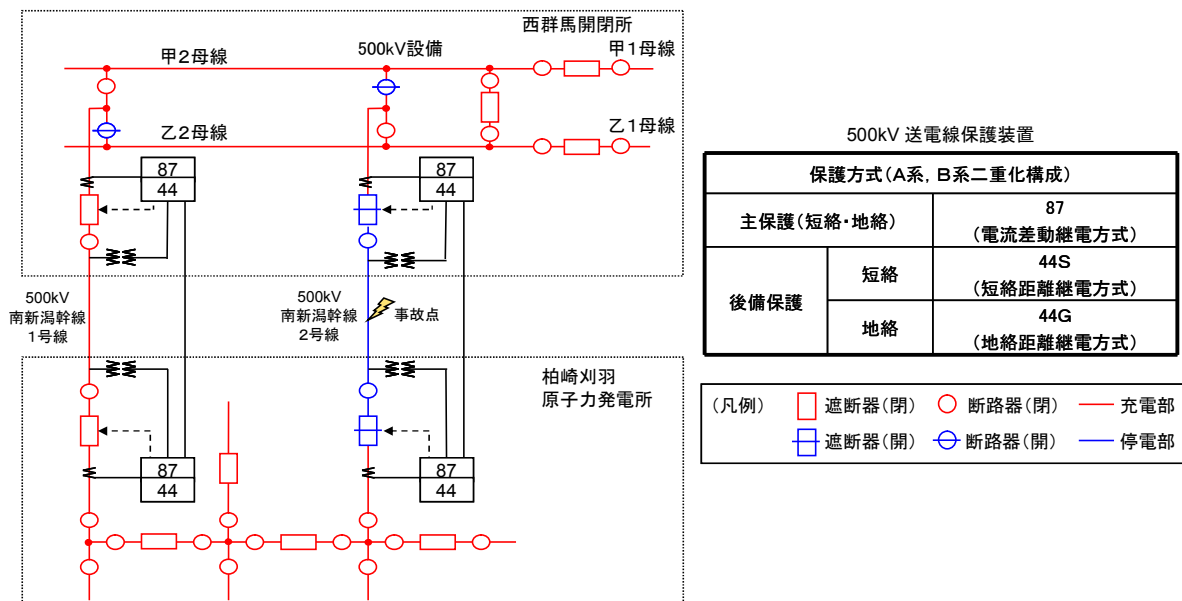 西群馬開閉所
甲2母線
500kV設備
甲1母線
乙2母線
乙1母線
87
44
87
44
500kV
南新潟幹線
1号線
500kV
南新潟幹線
2号線
事故点
柏崎刈羽
原子力発電所
87
44
87
44
500kV 送電線保護装置
保護方式(A系, B系二重化構成)
主保護(短絡・地絡)
87
(電流差動継電方式)
後備保護
短絡
44S
(短絡距離継電方式)
地絡
44G
(地絡距離継電方式)
(凡例) 遮断器(閉) 断路器(閉) 充電部
遮断器(開) 断路器(開) 停電部